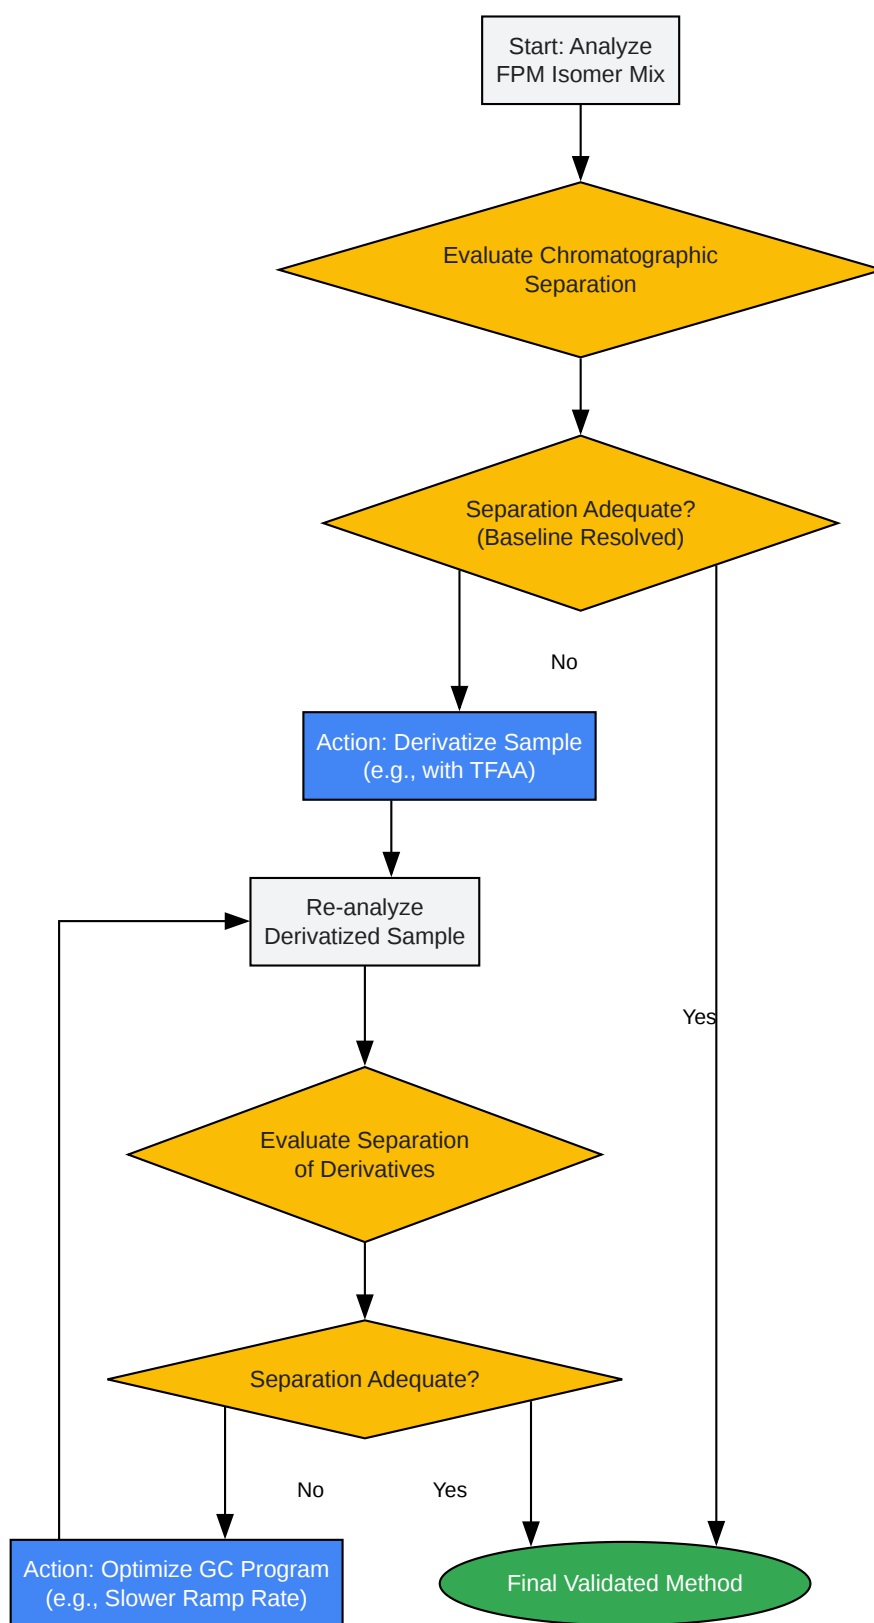 Start: Analyze
FPM Isomer Mix
Evaluate Chromatographic
Separation
Separation Adequate?
(Baseline Resolved)
No
Action: Derivatize Sample
(e.g., with TFAA)
Re-analyze
Derivatized Sample
Yes
Evaluate Separation
of Derivatives
Separation Adequate?
No
Yes
Action: Optimize GC Program
(e.g., Slower Ramp Rate)
Final Validated Method